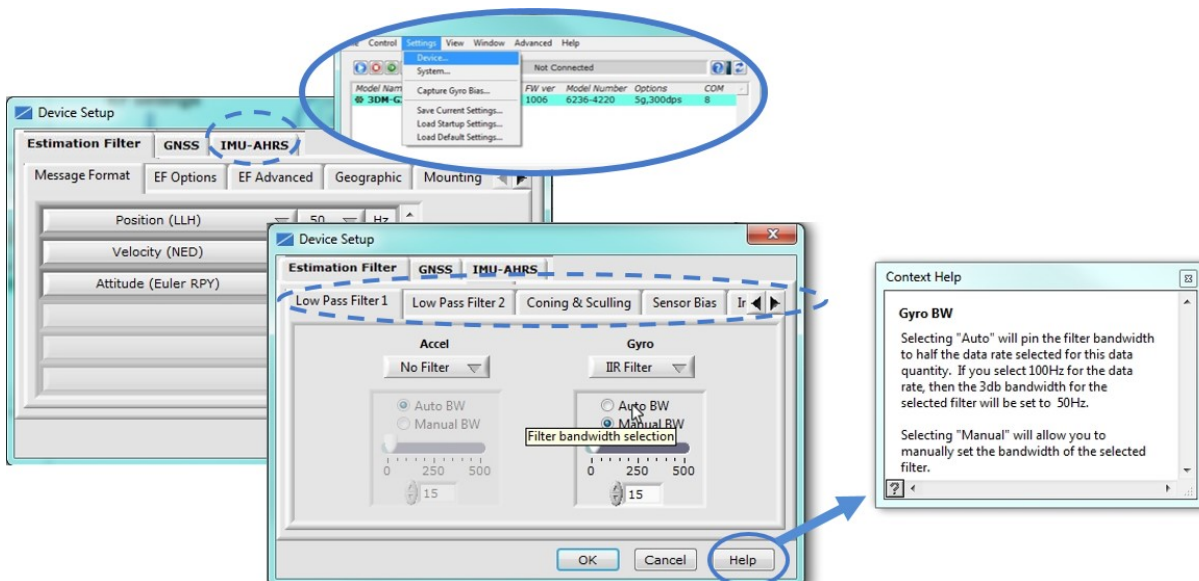 Control Settings View Window Advanced Help
Device...
System...
Capture Gyro Bias...
Save Current Settings...
Load Startup Settings...
Load Default Settings...
Not Connected
Model Nam FW ver Model Number Options COM
3DM-G 1006 6236-4220 5g,300dps 8
Device Setup
Estimation Filter GNSS IMU-AHRS
Message Format EF Options EF Advanced Geographic Mounting
Position (LLH) 50 Hz
Velocity (NED)
Attitude (Euler RPY)
Device Setup
Estimation Filter GNSS IMU-AHRS
Low Pass Filter 1 Low Pass Filter 2 Coning & Sculling Sensor Bias
Accel
No Filter
Auto BW
Manual BW
0 250 500
15
Gyro
IIR Filter
Auto BW
Manual BW
Filter bandwidth selection
0 250 500
15
OK Cancel Help
Context Help
Gyro BW
Selecting "Auto" will pin the filter bandwidth
to half the data rate selected for this data
quantity. If you select 100Hz for the data
rate, then the 3db bandwidth for the
selected filter will be set to 50Hz.
Selecting "Manual" will allow you to
manually set the bandwidth of the selected
filter.
?